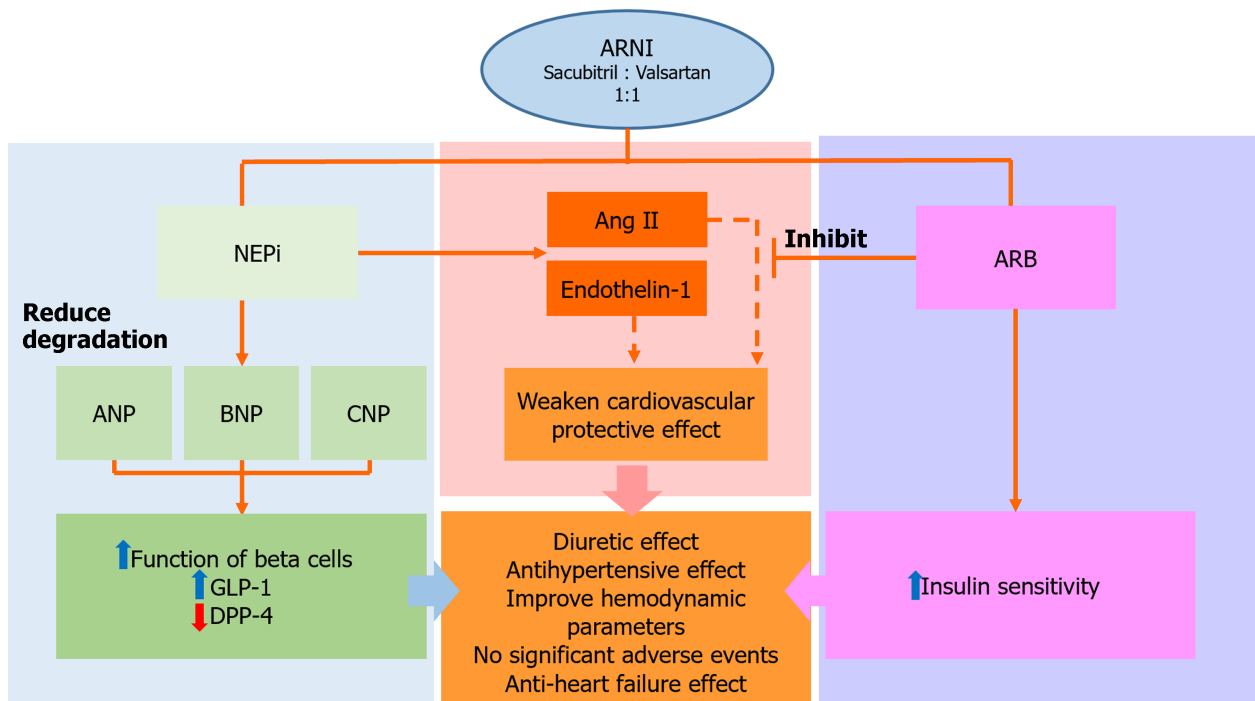 ARNI
Sacubitril : Valsartan
1:1
NEPi
Ang II
Endothelin-1
Inhibit
ARB
Reduce
degradation
ANP
BNP
CNP
Weaken cardiovascular
protective effect
Function of beta cells
GLP-1
DPP-4
Diuretic effect
Antihypertensive effect
Improve hemodynamic
parameters
No significant adverse events
Anti-heart failure effect
Insulin sensitivity